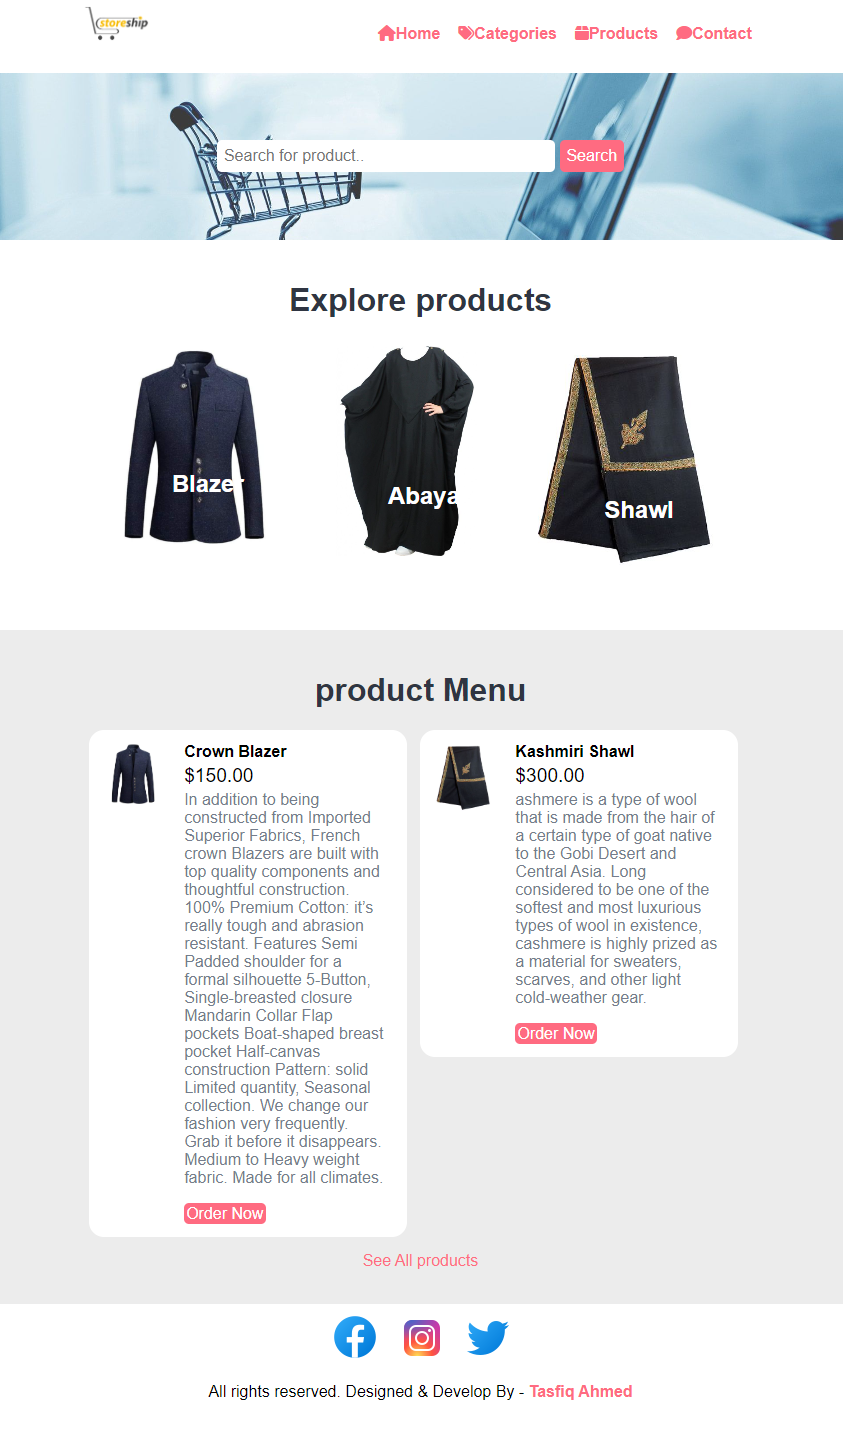 storeship
Home Categories Products Contact
Search for product.. Search
Explore products
Blazer
Abaya
Shawl
product Menu
Crown Blazer
$150.00
In addition to being
constructed from Imported
Superior Fabrics, French
crown Blazers are built with
top quality components and
thoughtful construction.
100% Premium Cotton: it’s
really tough and abrasion
resistant. Features Semi
Padded shoulder for a
formal silhouette 5-Button,
Single-breasted closure
Mandarin Collar Flap
pockets Boat-shaped breast
pocket Half-canvas
construction Pattern: solid
Limited quantity, Seasonal
collection. We change our
fashion very frequently.
Grab it before it disappears.
Medium to Heavy weight
fabric. Made for all climates.
Order Now
Kashmiri Shawl
$300.00
ashmere is a type of wool
that is made from the hair of
a certain type of goat native
to the Gobi Desert and
Central Asia. Long
considered to be one of the
softest and most luxurious
types of wool in existence,
cashmere is highly prized as
a material for sweaters,
scarves, and other light
cold-weather gear.
Order Now
See All products
All rights reserved. Designed & Develop By - Tasfiq Ahmed